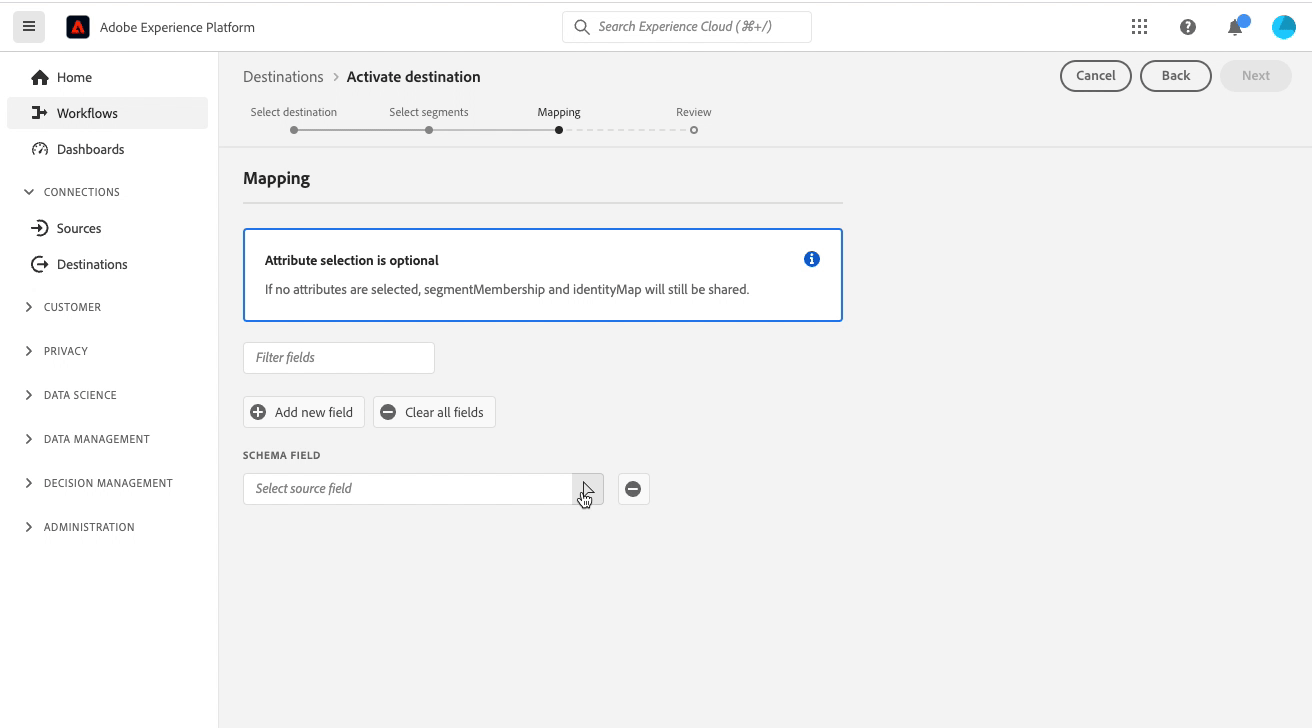 Adobe Experience Platform
Search Experience Cloud (⌘+/)
Home
Workflows
Dashboards
CONNECTIONS
Sources
Destinations
CUSTOMER
PRIVACY
DATA SCIENCE
DATA MANAGEMENT
DECISION MANAGEMENT
ADMINISTRATION
Destinations > Activate destination
Cancel
Back
Next
Select destination
Select segments
Mapping
Review
Mapping
Attribute selection is optional
If no attributes are selected, segmentMembership and identityMap will still be shared.
Filter fields
Add new field
Clear all fields
SCHEMA FIELD
Select source field